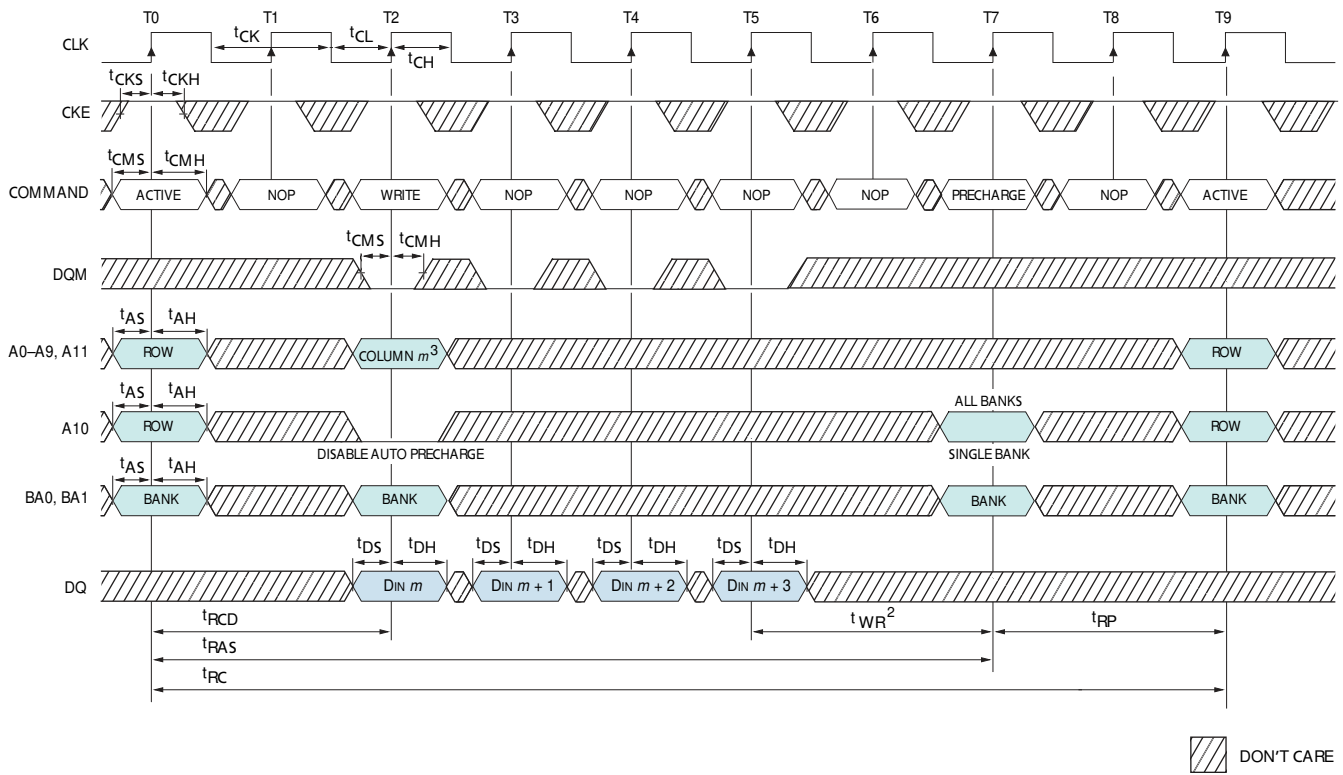 T0 T1 T2 T3 T4 T5 T6 T7 T8 T9
CLK
tCK tCL
tCH
tCKS tCKH
CKE
tCMS tCMH
COMMAND ACTIVE NOP WRITE NOP NOP NOP NOP PRECHARGE NOP ACTIVE
tCMS tCMH
DQM
tAS tAH
A0–A9, A11 ROW COLUMN m3 ROW
tAS tAH
ALL BANKS
A10 ROW ROW
DISABLE AUTO PRECHARGE SINGLE BANK
tAS tAH
BA0, BA1 BANK BANK BANK BANK
tDS tDH tDS tDH tDS tDH tDS tDH
DQ DIN m DIN m + 1 DIN m + 2 DIN m + 3
tRCD tWR2 tRP
tRAS
tRC
DON'T CARE